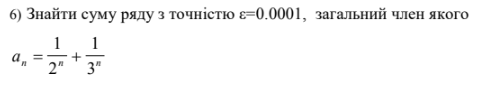 6) Знайти суму ряду з точністю ε=0.0001, загальний член якого
aₙ = 1/2ⁿ + 1/3ⁿ